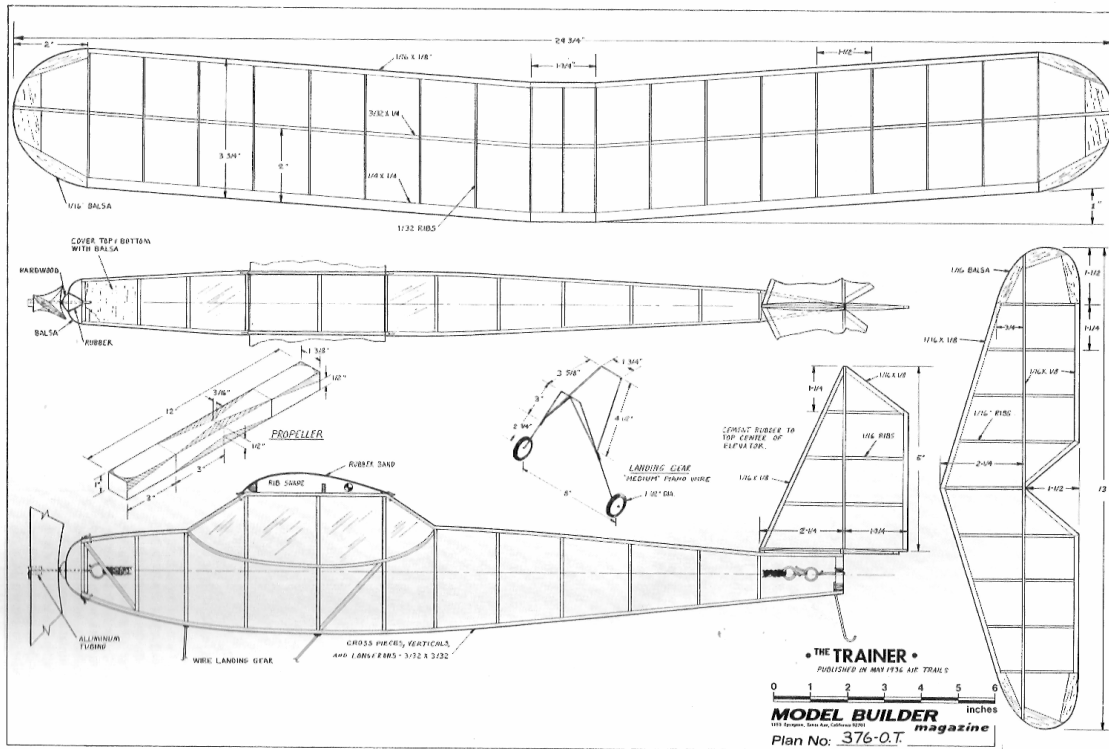 29 3/4"
2"
1/16 X 1/8"
1-3/4"
1-1/2"
3/32 X 1/4
3 3/4"
2"
1/4 X 1/4
1/16" BALSA
1/32 RIBS
1"
COVER TOP & BOTTOM
WITH BALSA
HARDWOOD
BALSA
RUBBER
1/16 BALSA
1-1/2
1-1/4
3/4
1/16 X 1/8
1/16 X 1/8
1/16" RIBS
2-1/4
1-1/2
13
1 3/8"
1/2"
3/16"
12
PROPELLER
1/2"
3"
2"
1"
3 5/8"
1 3/4"
3"
2 1/4"
4 1/2"
8"
LANDING GEAR
"MEDIUM" PIANO WIRE
1 1/2" DIA.
1-1/4
1/16 X 1/8
CEMENT RUBBER TO
TOP CENTER OF
ELEVATOR.
1/16 RIBS
1/16 X 1/8
5"
2-1/4
1-3/4
RUBBER BAND
RIB SHAPE
ALUMINUM
TUBING
WIRE LANDING GEAR
CROSS PIECES, VERTICALS,
AND LONGERONS - 3/32 X 3/32
• THE TRAINER •
PUBLISHED IN MAY 1936 AIR TRAILS
0 1 2 3 4 5 6
inches
MODEL BUILDER
magazine
Plan No: 376-O.T.